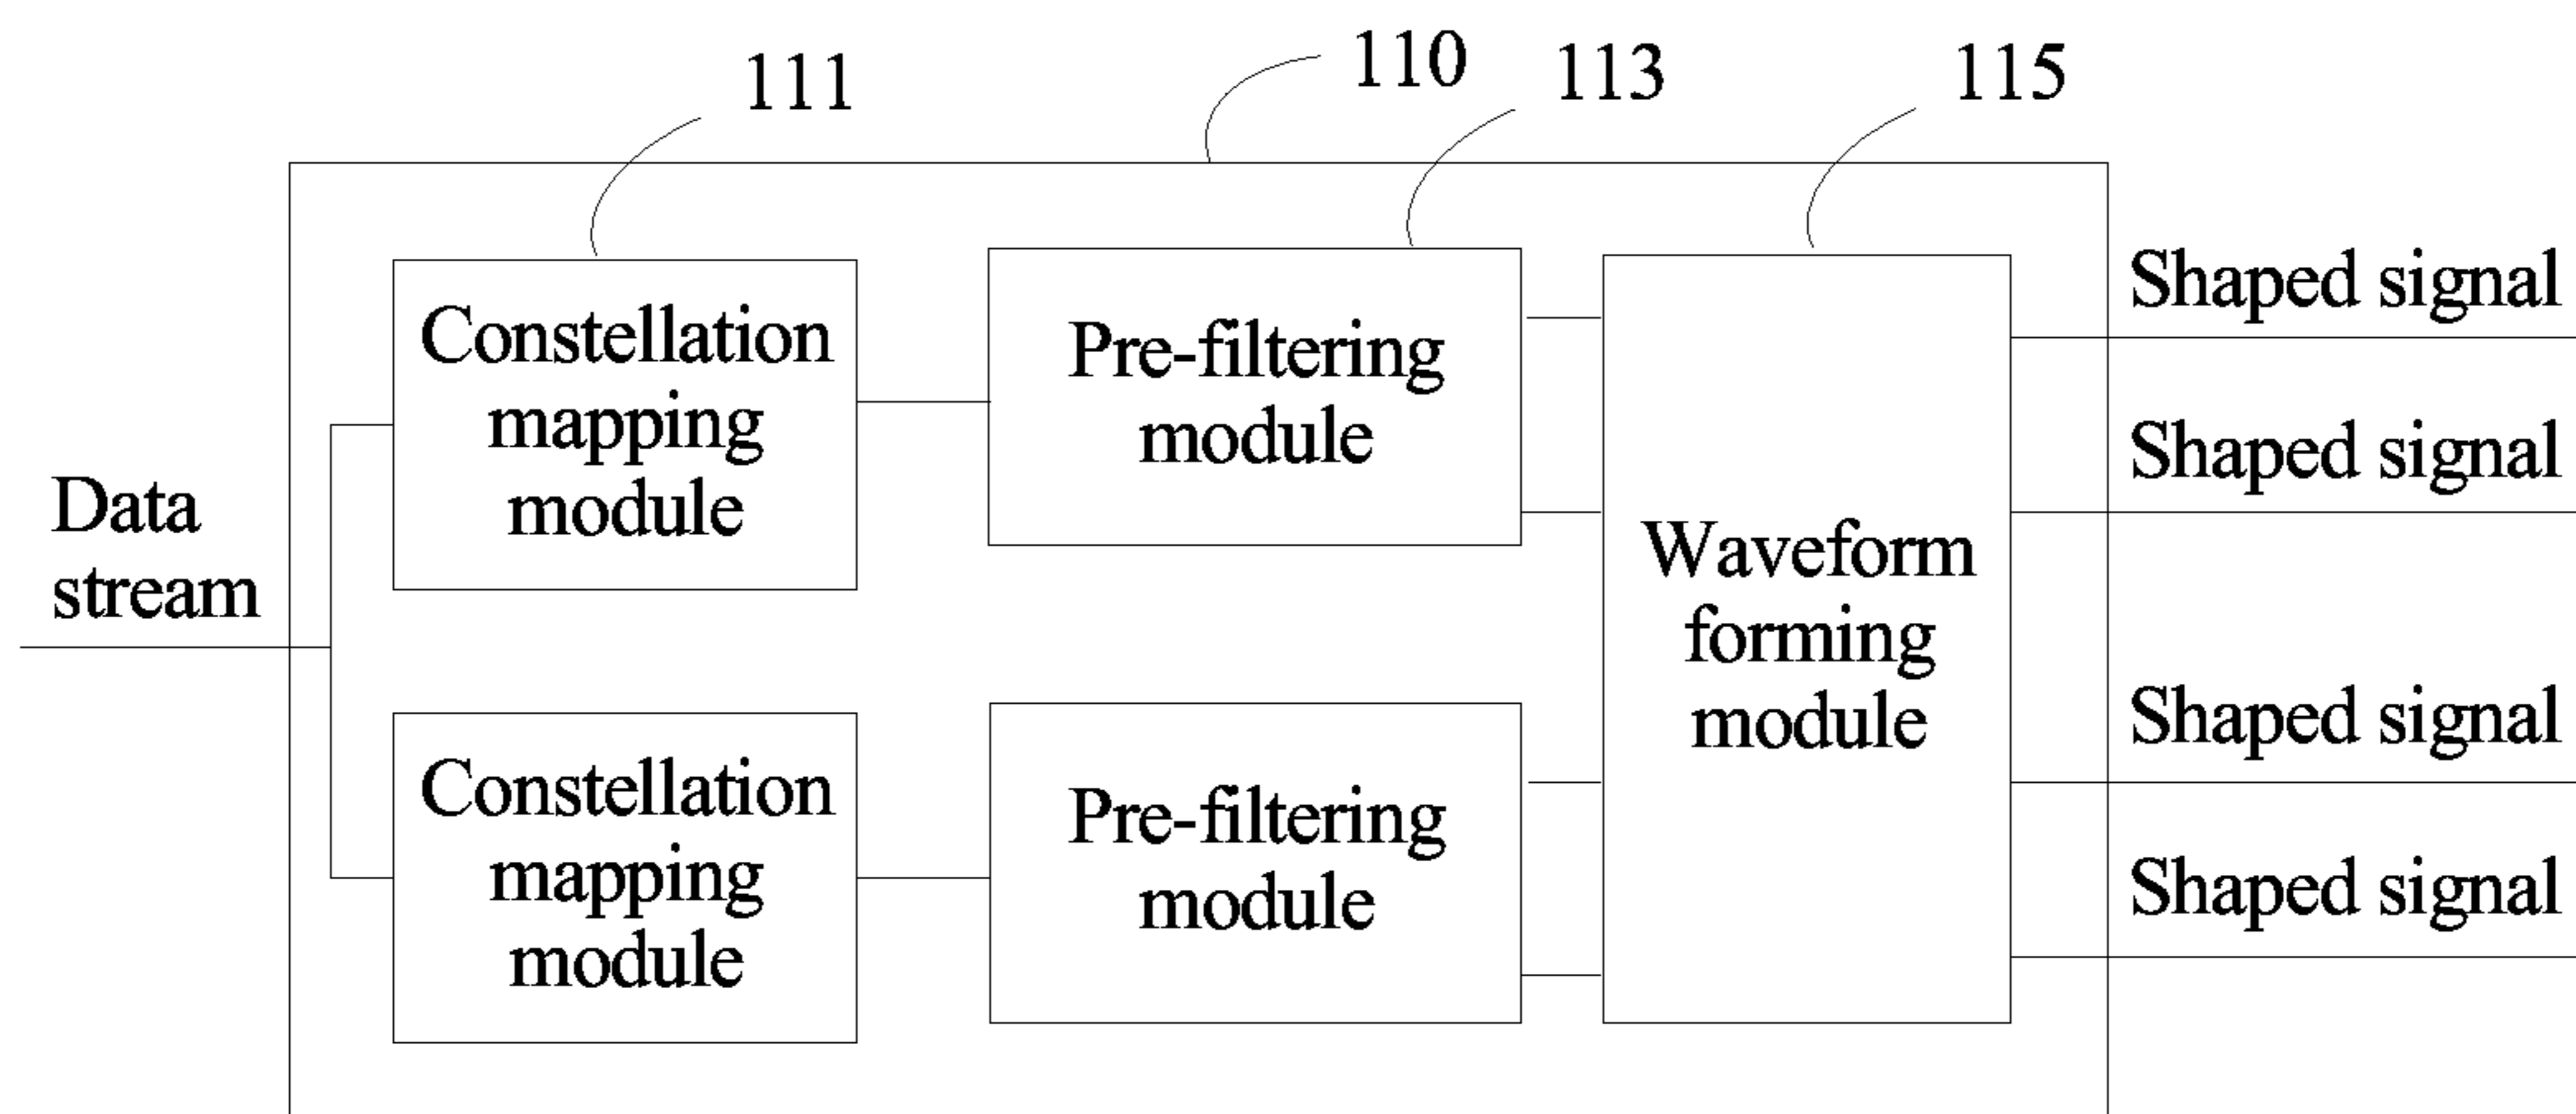 111
110
113
115
Constellation
mapping
module
Pre-filtering
module
Shaped signal
Shaped signal
Data
stream
Waveform
forming
module
Constellation
mapping
module
Pre-filtering
module
Shaped signal
Shaped signal